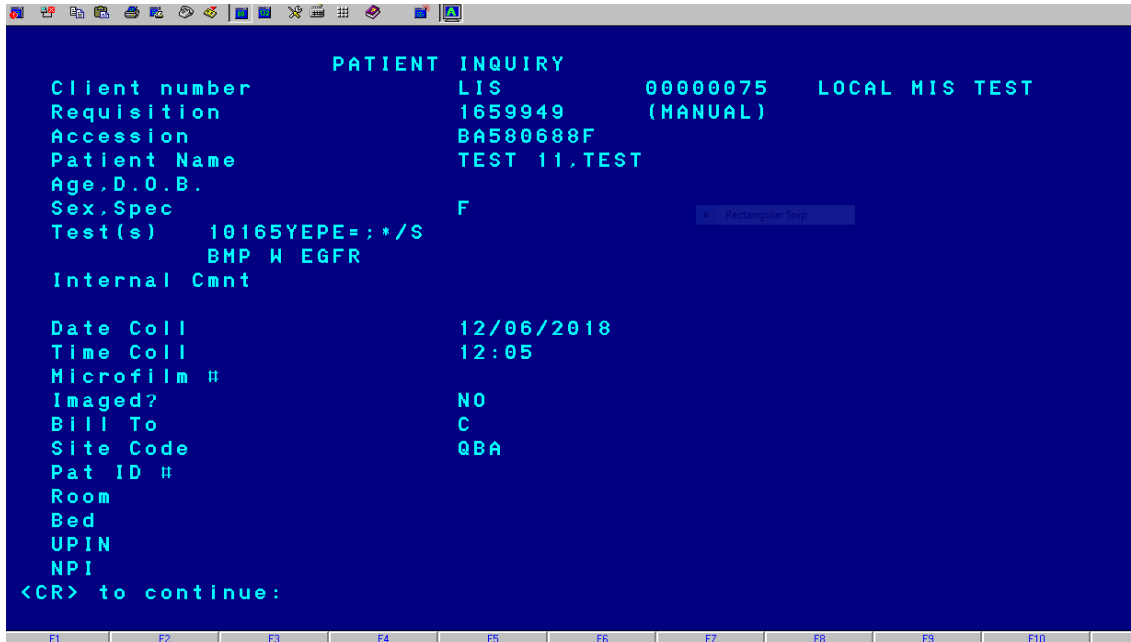 PATIENT INQUIRY
Client number LIS 00000075 LOCAL MIS TEST
Requisition 1659949 (MANUAL)
Accession BA580688F
Patient Name TEST 11,TEST
Age,D.O.B.
Sex,Spec F
Rectangular Snip
Test(s) 10165YEPE=;*/S
BMP W EGFR
Internal Cmnt
Date Coll 12/06/2018
Time Coll 12:05
Microfilm #
Imaged? NO
Bill To C
Site Code QBA
Pat ID #
Room
Bed
UPIN
NPI
<CR> to continue:
F1 F2 F3 F4 F5 F6 F7 F8 F9 F10